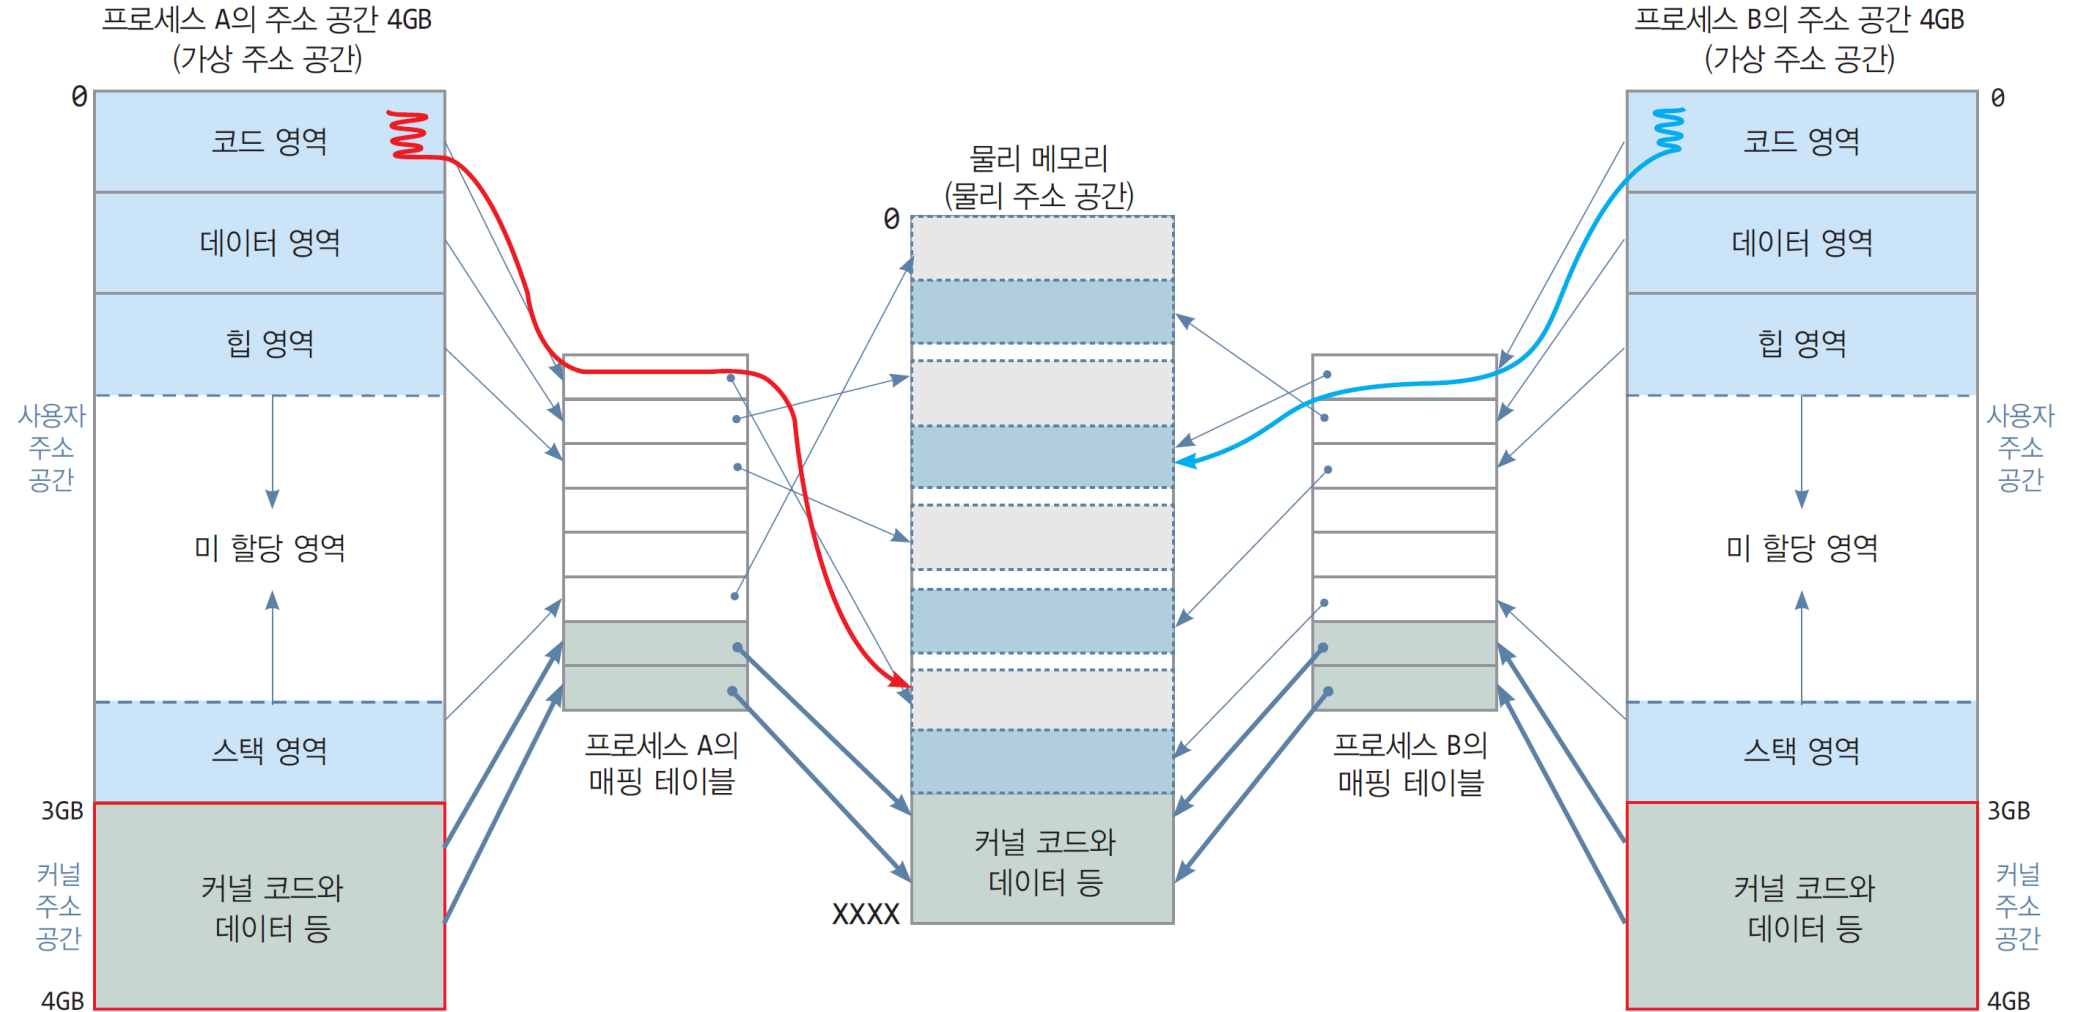 프로세스 A의 주소 공간 4GB
(가상 주소 공간)
0
코드 영역
데이터 영역
힙 영역
사용자
주소
공간
미 할당 영역
스택 영역
3GB
커널
주소
공간
커널 코드와
데이터 등
4GB
프로세스 A의
매핑 테이블
물리 메모리
(물리 주소 공간)
0
커널 코드와
데이터 등
XXXX
프로세스 B의
매핑 테이블
프로세스 B의 주소 공간 4GB
(가상 주소 공간)
0
코드 영역
데이터 영역
힙 영역
사용자
주소
공간
미 할당 영역
스택 영역
3GB
커널 코드와
데이터 등
커널
주소
공간
4GB